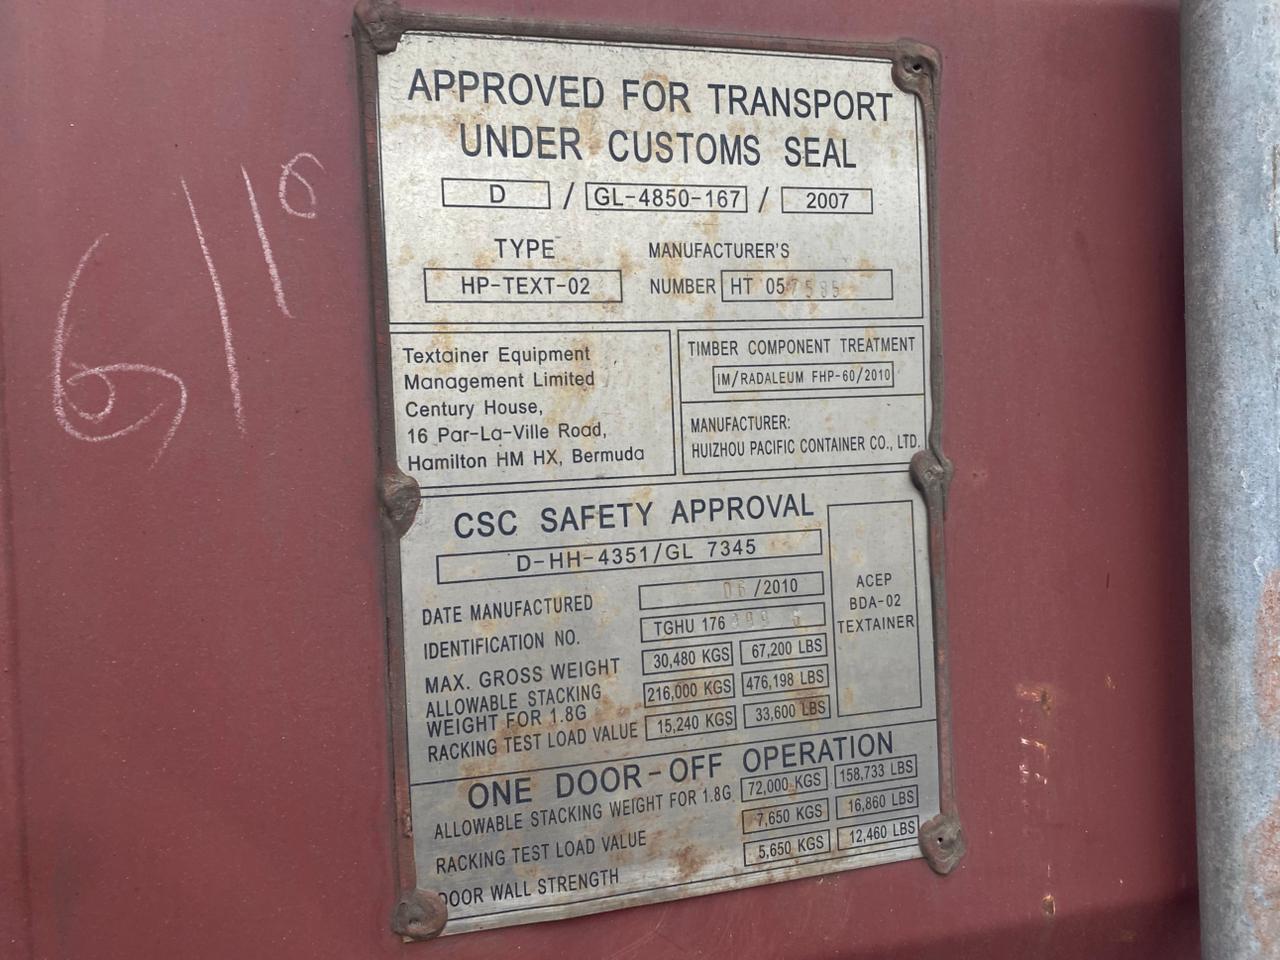 6/10
APPROVED FOR TRANSPORT
UNDER CUSTOMS SEAL
D / GL-4850-167 / 2007
TYPE MANUFACTURER'S
HP-TEXT-02 NUMBER HT 057585
Textainer Equipment
Management Limited
Century House,
16 Par-La-Ville Road,
Hamilton HM HX, Bermuda
TIMBER COMPONENT TREATMENT
IM/RADALEUM FHP-60/2010
MANUFACTURER:
HUIZHOU PACIFIC CONTAINER CO., LTD.
CSC SAFETY APPROVAL
D-HH-4351/GL 7345
DATE MANUFACTURED 06/2010
IDENTIFICATION NO. TGHU 176
MAX. GROSS WEIGHT 30,480 KGS 67,200 LBS
ALLOWABLE STACKING
WEIGHT FOR 1.8G 216,000 KGS 476,198 LBS
RACKING TEST LOAD VALUE 15,240 KGS 33,600 LBS
ACEP
BDA-02
TEXTAINER
ONE DOOR-OFF OPERATION
ALLOWABLE STACKING WEIGHT FOR 1.8G 72,000 KGS 158,733 LBS
RACKING TEST LOAD VALUE 7,650 KGS 16,860 LBS
DOOR WALL STRENGTH 5,650 KGS 12,460 LBS